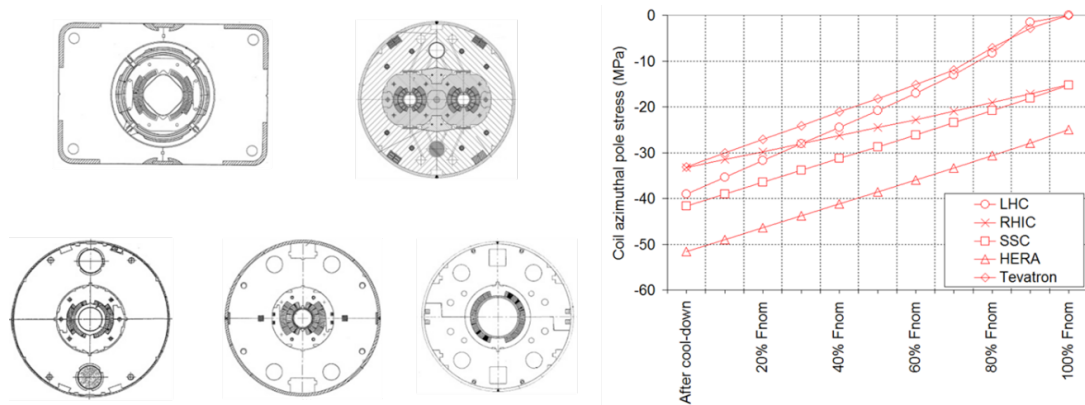 Coil azimuthal pole stress (MPa)
0
-10
-20
-30
-40
-50
-60
LHC
RHIC
SSC
HERA
Tevatron
After cool-down
20% Fnom
40% Fnom
60% Fnom
80% Fnom
100% Fnom